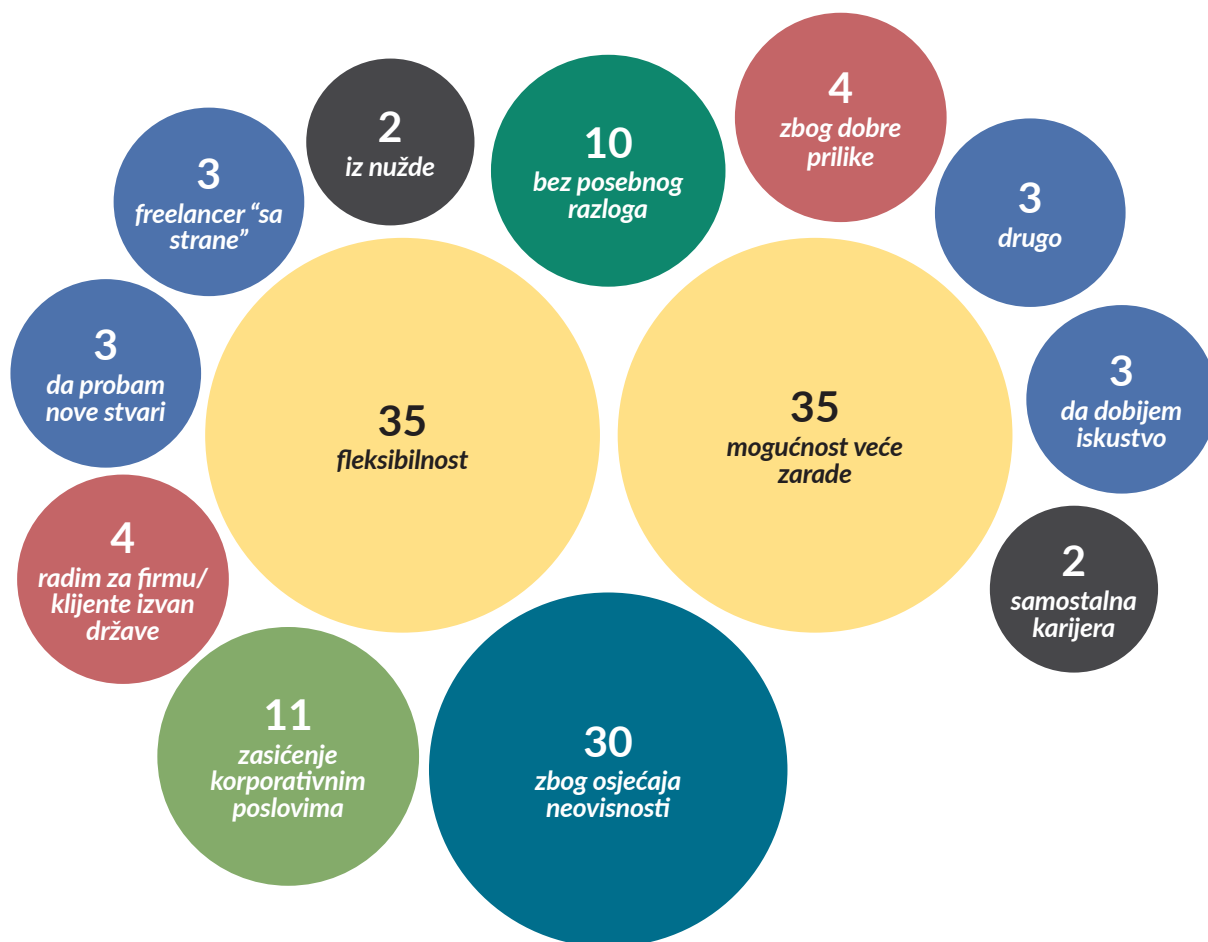 4
zbog dobre
prilike
2
iz nužde
10
bez posebnog
razloga
3
freelancer “sa
strane”
3
drugo
3
da probam
nove stvari
35
fleksibilnost
35
mogućnost veće
zarade
3
da dobijem
iskustvo
4
radim za firmu/
klijente izvan
države
2
samostalna
karijera
11
zasićenje
korporativnim
poslovima
30
zbog osjećaja
neovisnosti